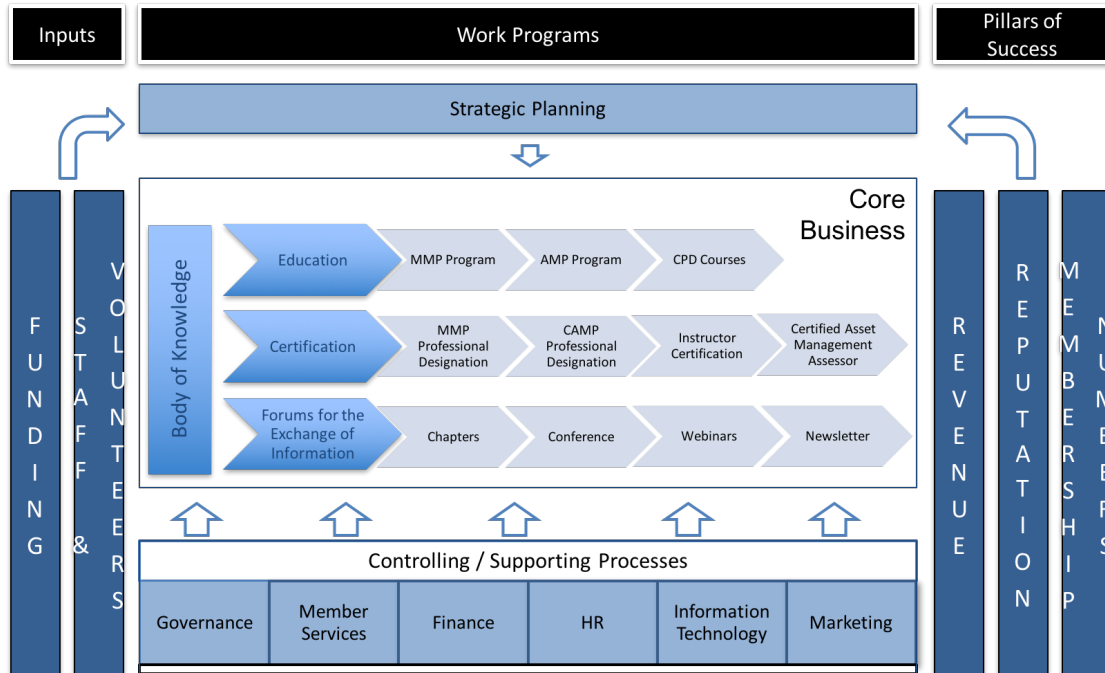 Inputs
Work Programs
Pillars of
Success
Strategic Planning
Core
Business
Body of Knowledge
Education
MMP Program
AMP Program
CPD Courses
Certification
MMP
Professional
Designation
CAMP
Professional
Designation
Instructor
Certification
Certified Asset
Management
Assessor
Forums for the
Exchange of
Information
Chapters
Conference
Webinars
Newsletter
Controlling / Supporting Processes
Governance
Member
Services
Finance
HR
Information
Technology
Marketing
FUNDING
STAFF &
VOLUNTEERS
REVENUE
REPUTATION
MEMBERSHIP